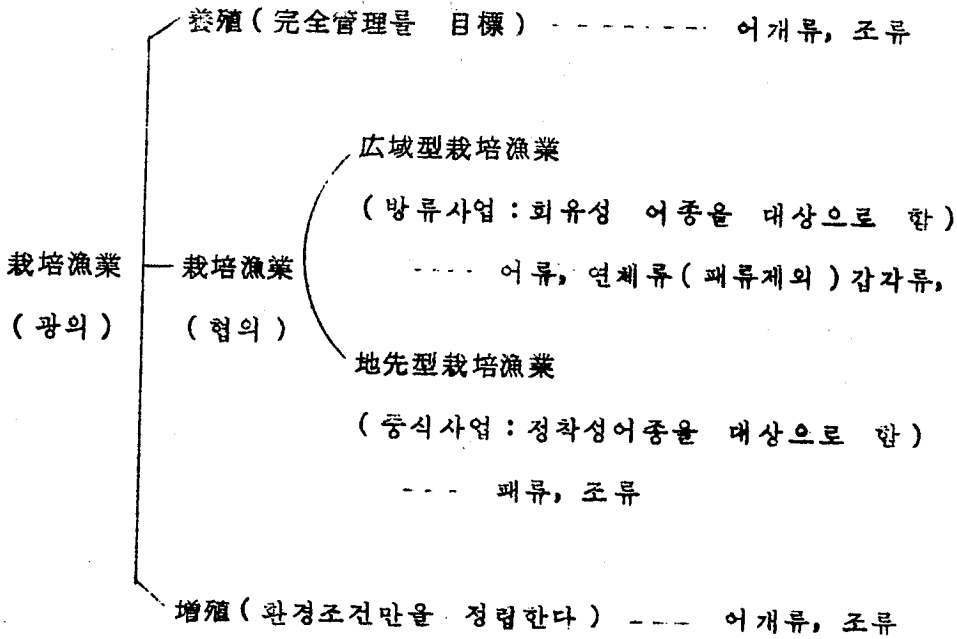 養殖 ( 完全管理를 目標 ) -------- 어개류, 조류
広域型栽培漁業
( 방류사업 : 회유성 어종을 대상으로 함 )
---- 어류, 연체류 ( 패류제외 ) 갑각류,
栽培漁業 栽培漁業
( 광의 ) ( 협의 )
地先型栽培漁業
( 증식사업 : 정착성어종을 대상으로 함 )
--- 패류, 조류
増殖 ( 환경조건만을 정립한다 ) ---- 어개류, 조류